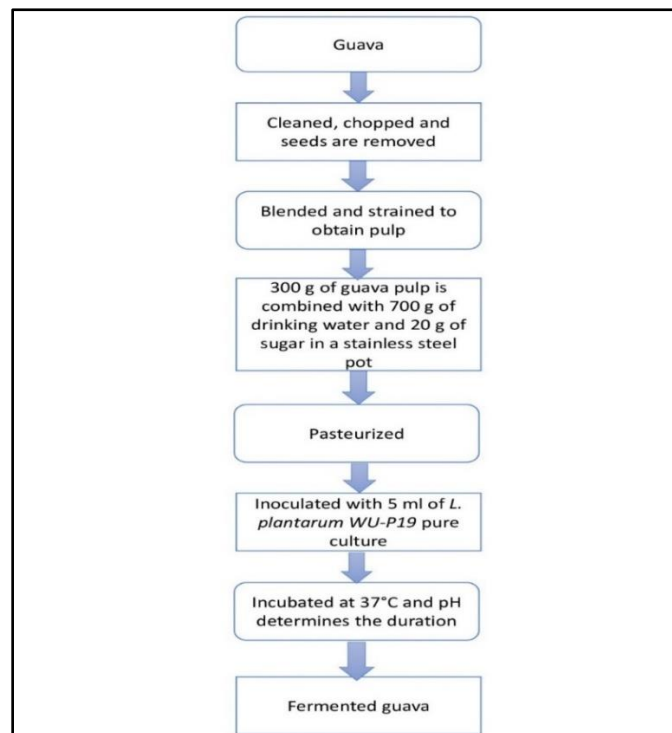 Guava
Cleaned, chopped and
seeds are removed
Blended and strained to
obtain pulp
300 g of guava pulp is
combined with 700 g of
drinking water and 20 g of
sugar in a stainless steel
pot
Pasteurized
Inoculated with 5 ml of L.
plantarum WU-P19 pure
culture
Incubated at 37°C and pH
determines the duration
Fermented guava